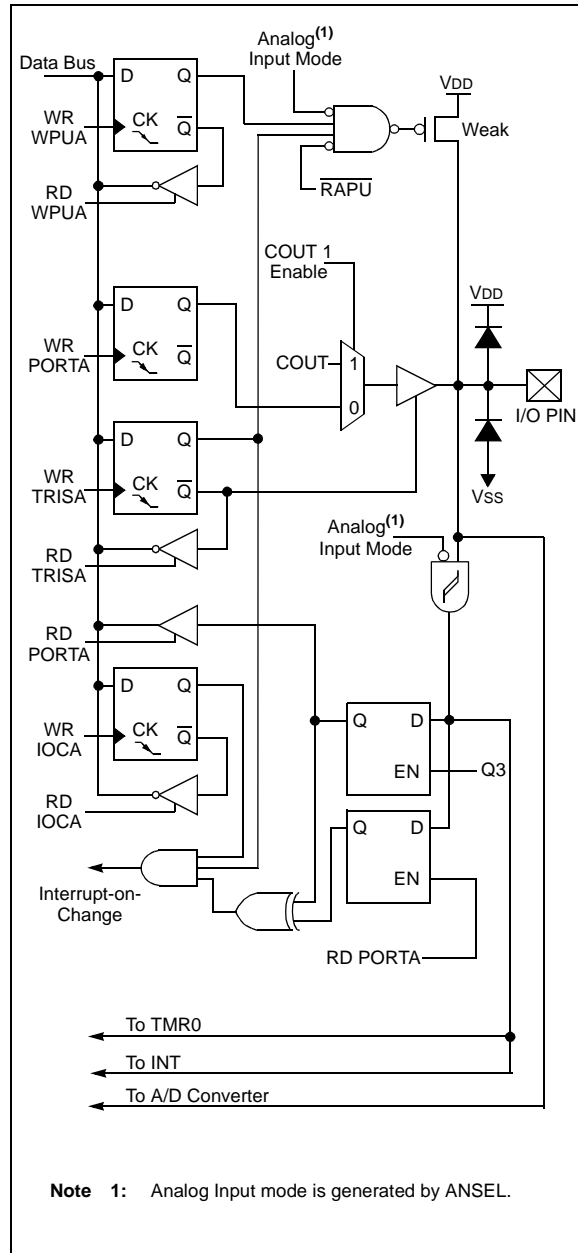 Analog(1)
Input Mode
Data Bus
D
Q
VDD
WR
WPUA
CK
Q̅
Weak
RD
WPUA
R̅A̅P̅U̅
COUT 1
Enable
D
Q
VDD
WR
PORTA
CK
Q̅
COUT
1
0
I/O PIN
D
Q
WR
TRISA
CK
Q̅
VSS
Analog(1)
Input Mode
RD
TRISA
RD
PORTA
D
Q
WR
IOCA
CK
Q̅
Q
D
EN
Q3
RD
IOCA
Q
D
EN
Interrupt-on-
Change
RD PORTA
To TMR0
To INT
To A/D Converter
Note 1: Analog Input mode is generated by ANSEL.